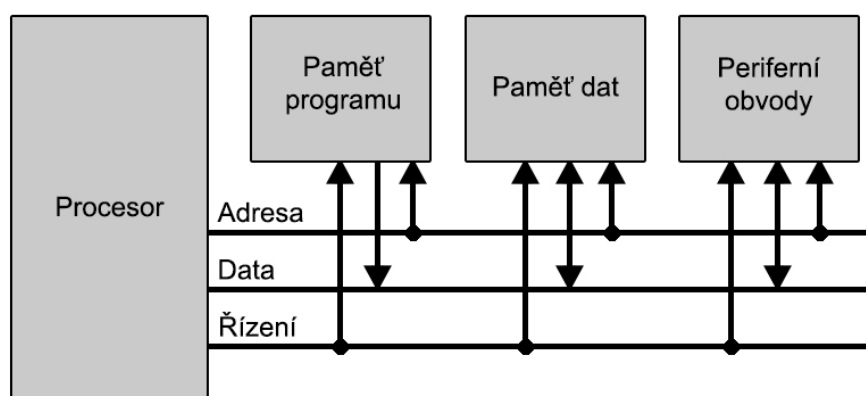 Procesor
Paměť
programu
Paměť dat
Periferní
obvody
Adresa
Data
Řízení